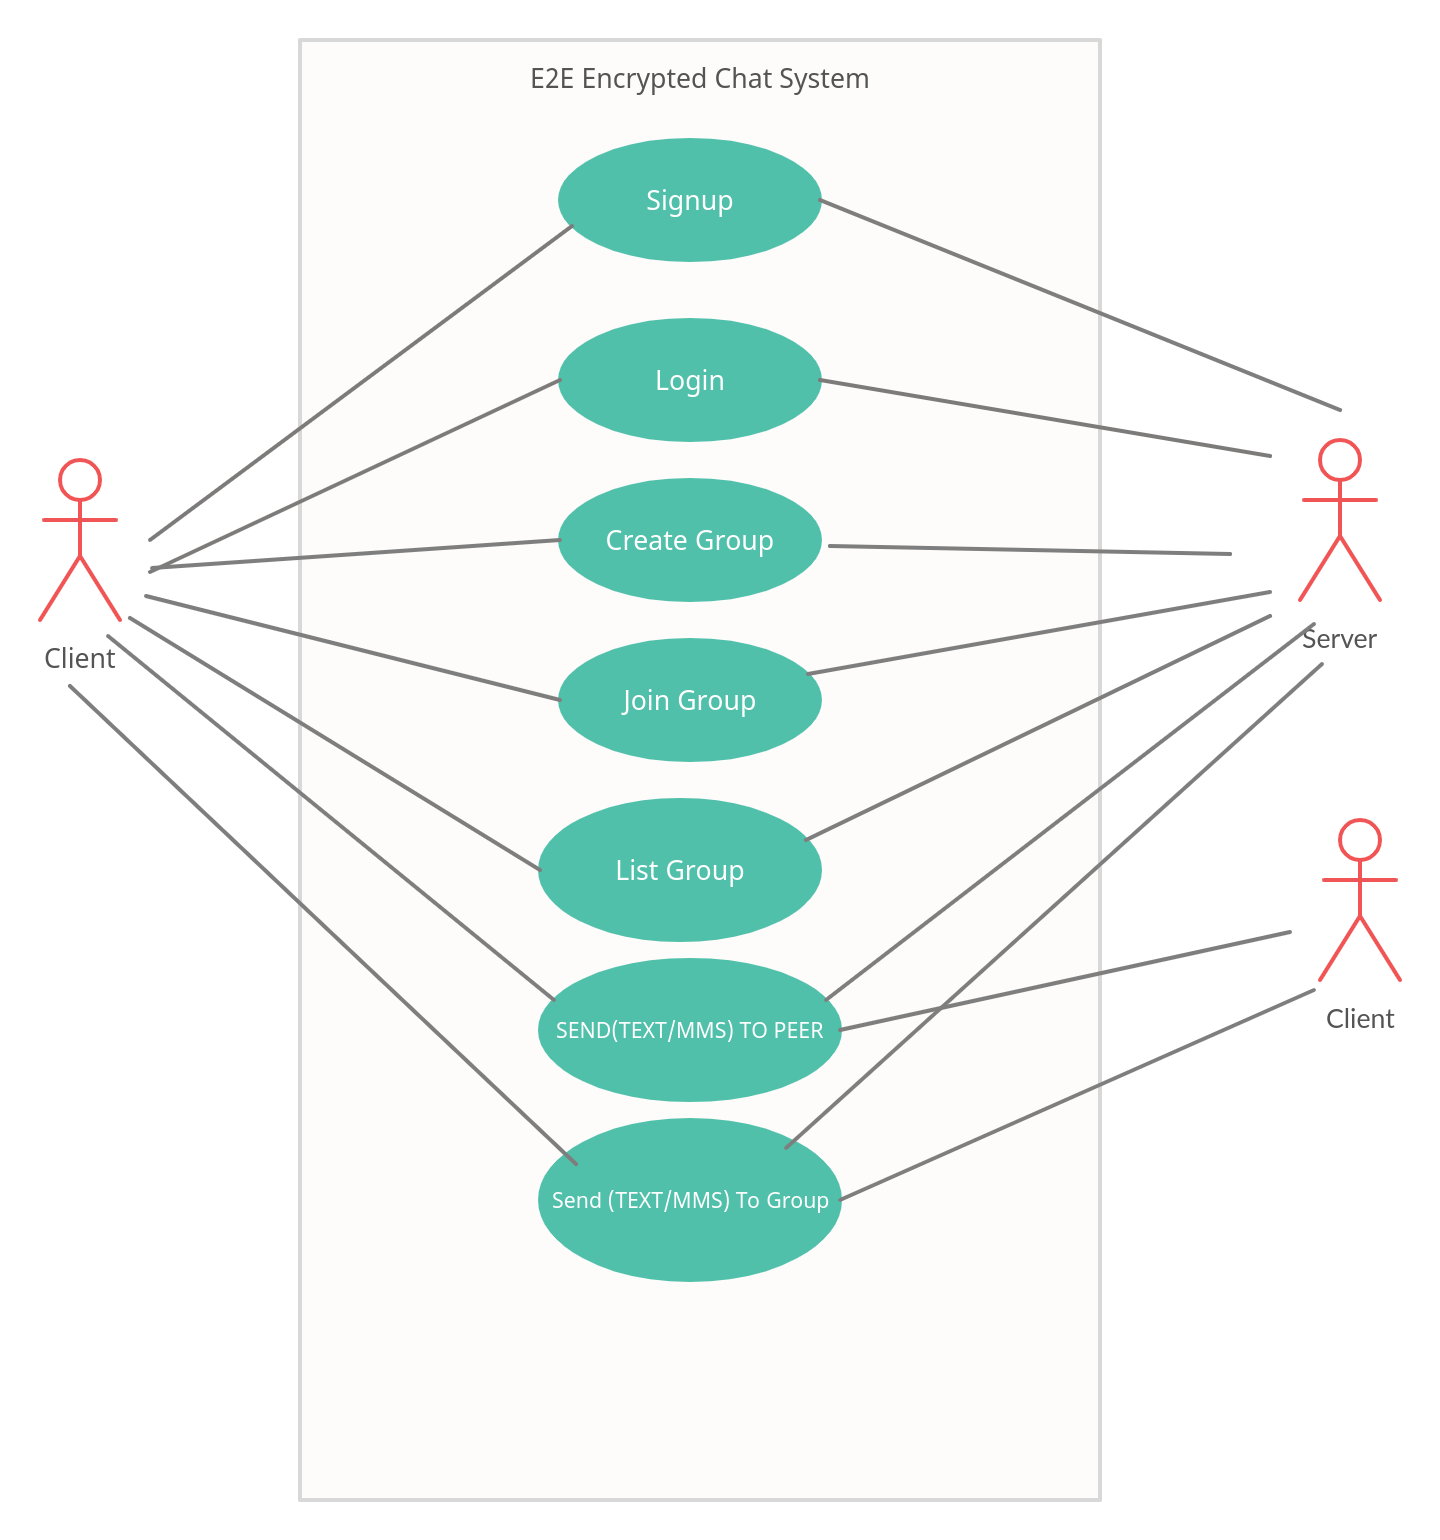 E2E Encrypted Chat System
Signup
Login
Create Group
Join Group
List Group
SEND(TEXT/MMS) TO PEER
Send (TEXT/MMS) To Group
Client
Server
Client